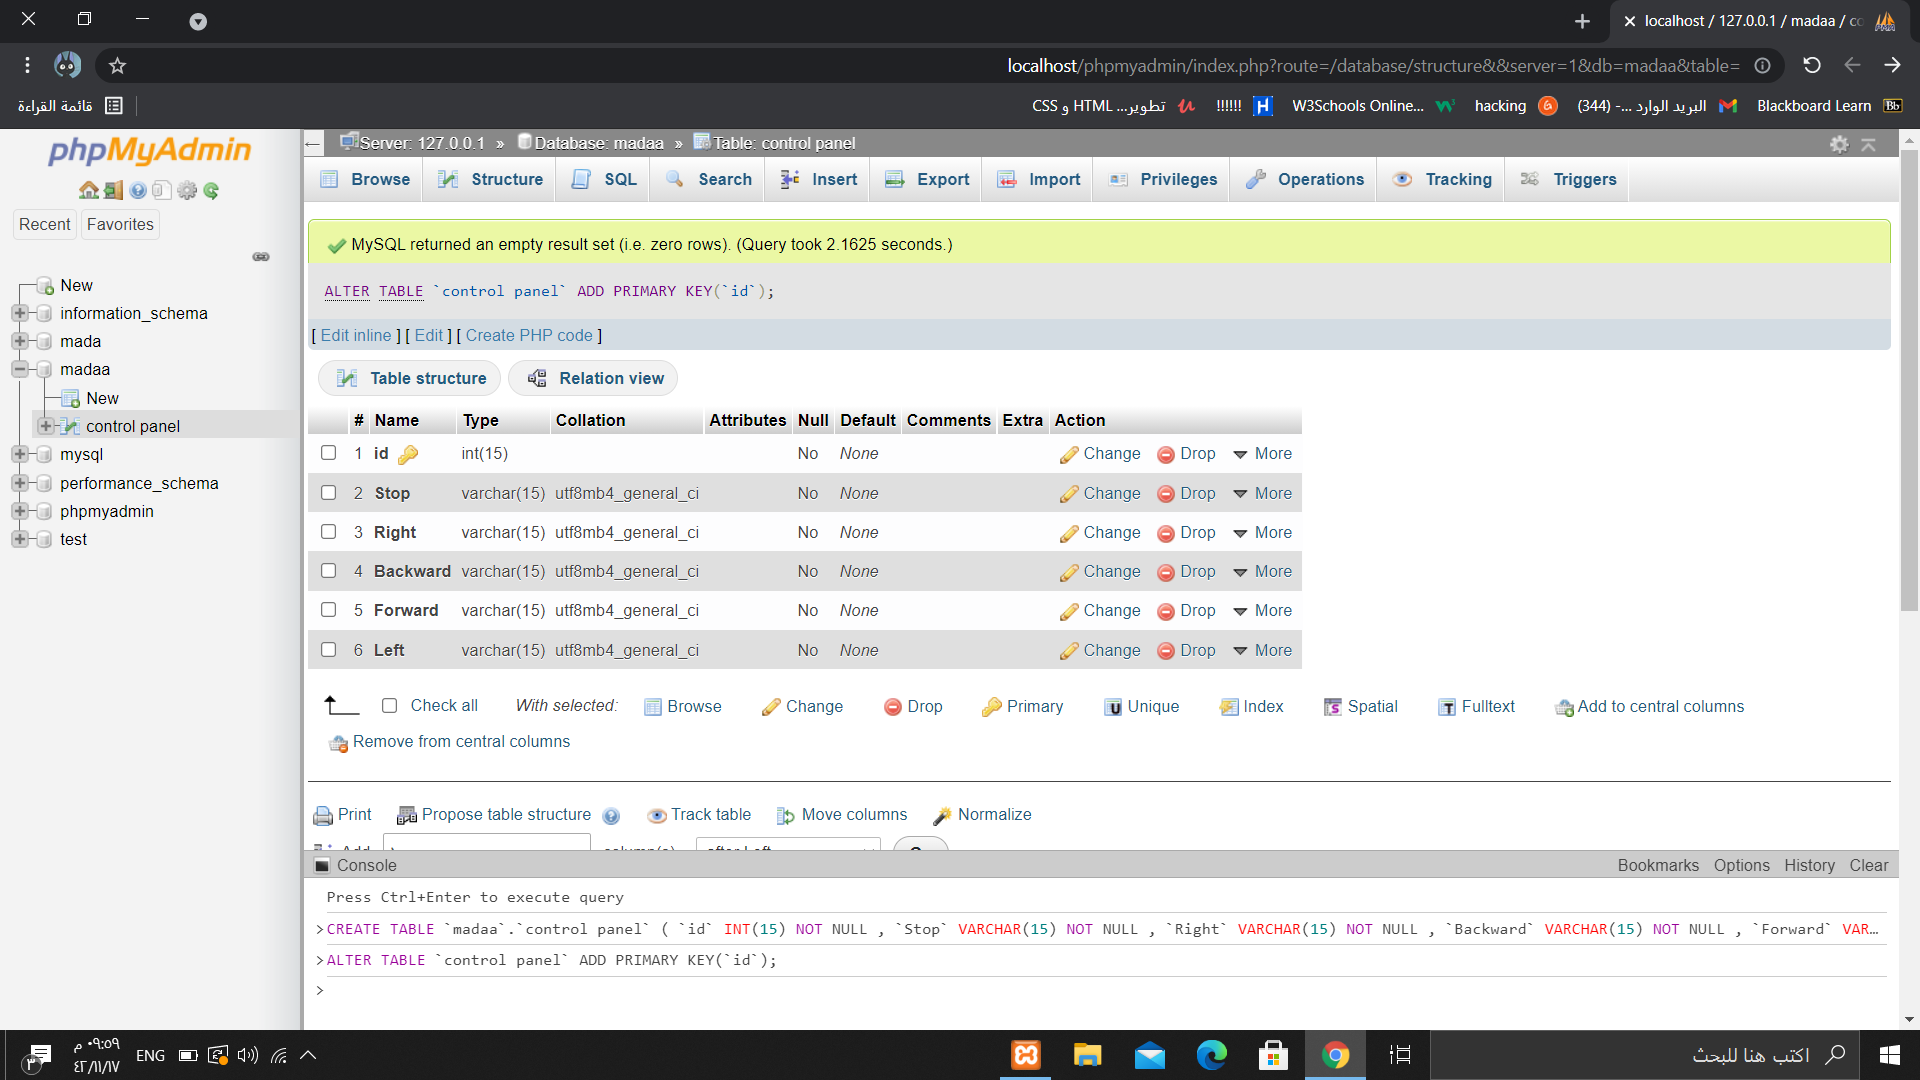 localhost / 127.0.0.1 / madaa / co
localhost/phpmyadmin/index.php?route=/database/structure&&server=1&db=madaa&table=
قائمة القراءة
تطوير... HTML و CSS
!!!!!!
W3Schools Online...
hacking
البريد الوارد ...- (344)
Blackboard Learn
phpMyAdmin
Recent
Favorites
New
information_schema
mada
madaa
New
control panel
mysql
performance_schema
phpmyadmin
test
Server: 127.0.0.1 » Database: madaa » Table: control panel
Browse Structure SQL Search Insert Export Import Privileges Operations Tracking Triggers
MySQL returned an empty result set (i.e. zero rows). (Query took 2.1625 seconds.)
ALTER TABLE `control panel` ADD PRIMARY KEY(`id`);
[ Edit inline ] [ Edit ] [ Create PHP code ]
Table structure Relation view
# Name Type Collation Attributes Null Default Comments Extra Action
1 id int(15) No None Change Drop More
2 Stop varchar(15) utf8mb4_general_ci No None Change Drop More
3 Right varchar(15) utf8mb4_general_ci No None Change Drop More
4 Backward varchar(15) utf8mb4_general_ci No None Change Drop More
5 Forward varchar(15) utf8mb4_general_ci No None Change Drop More
6 Left varchar(15) utf8mb4_general_ci No None Change Drop More
Check all With selected: Browse Change Drop Primary Unique Index Spatial Fulltext Add to central columns
Remove from central columns
Print Propose table structure Track table Move columns Normalize
Add column(s) after Left
Console Bookmarks Options History Clear
Press Ctrl+Enter to execute query
>CREATE TABLE `madaa`.`control panel` ( `id` INT(15) NOT NULL , `Stop` VARCHAR(15) NOT NULL , `Right` VARCHAR(15) NOT NULL , `Backward` VARCHAR(15) NOT NULL , `Forward` VAR…
>ALTER TABLE `control panel` ADD PRIMARY KEY(`id`);
>
٠٩:٥٩ م
٤٢/١١/١٧
ENG
٣
اكتب هنا للبحث